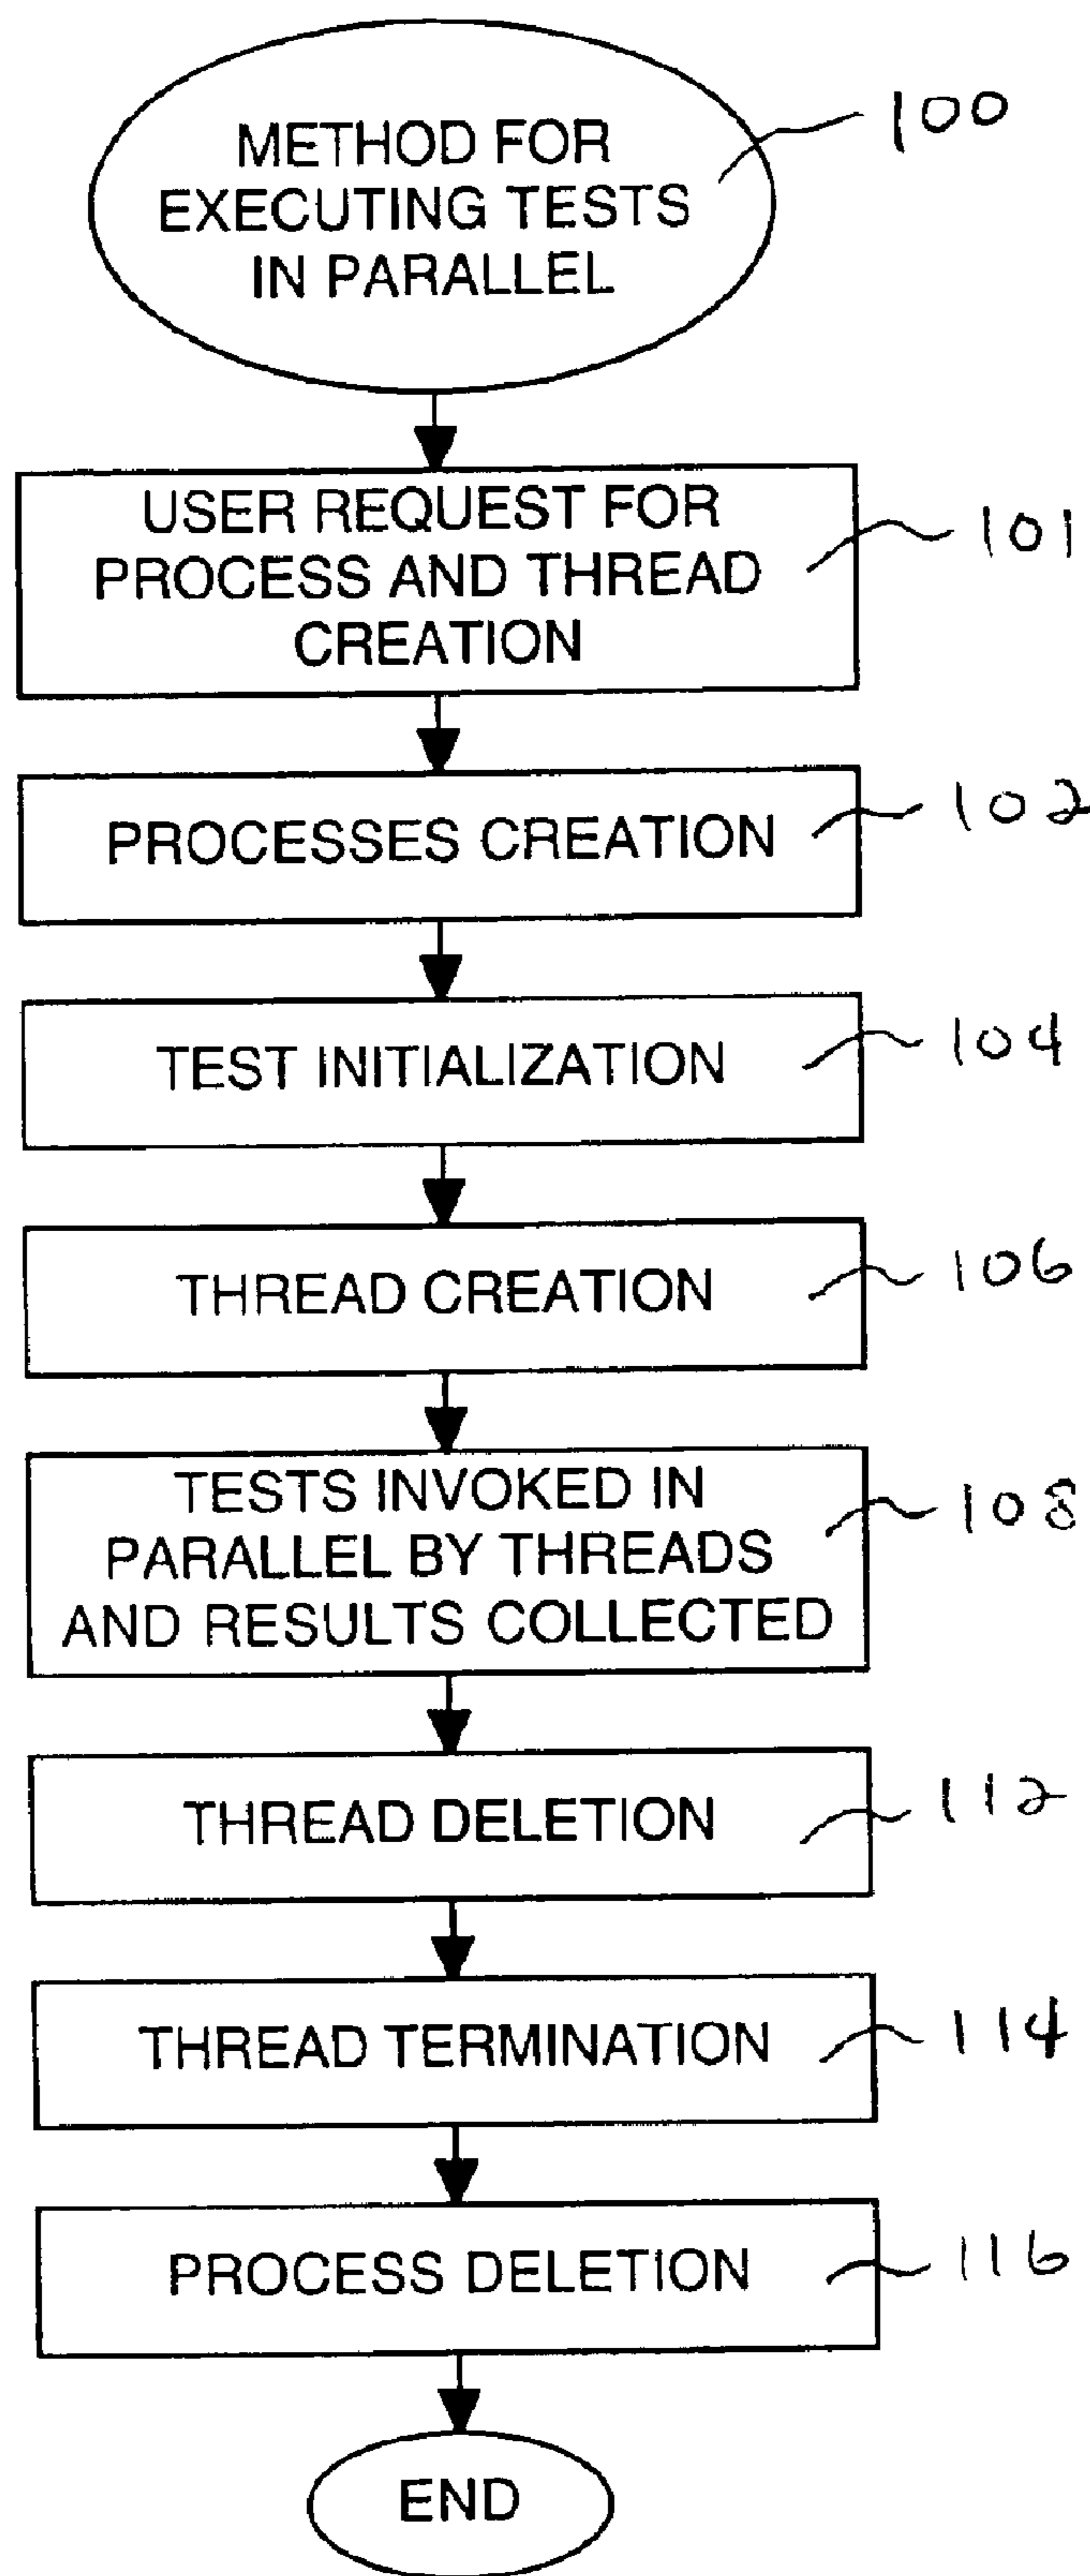 METHOD FOR
EXECUTING TESTS
IN PARALLEL
100
USER REQUEST FOR
PROCESS AND THREAD
CREATION
101
PROCESSES CREATION
102
TEST INITIALIZATION
104
THREAD CREATION
106
TESTS INVOKED IN
PARALLEL BY THREADS
AND RESULTS COLLECTED
108
THREAD DELETION
112
THREAD TERMINATION
114
PROCESS DELETION
116
END